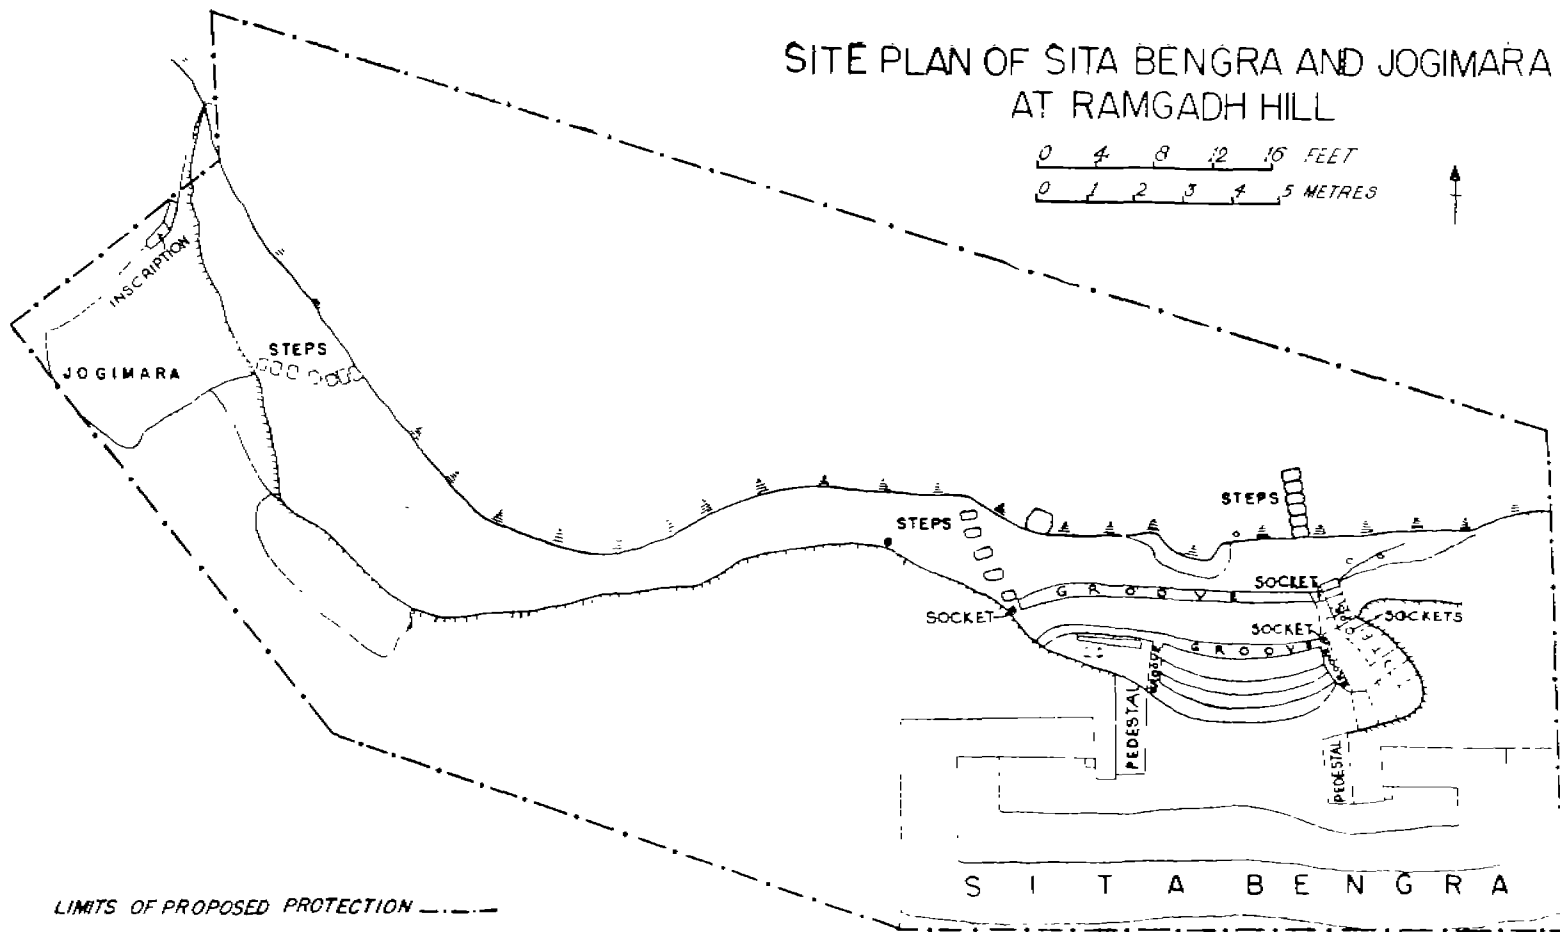 SITE PLAN OF SITA BENGRA AND JOGIMARA
AT RAMGADH HILL
0 4 8 12 16 FEET
0 1 2 3 4 5 METRES
INSCRIPTION
STEPS
JOGIMARA
STEPS
STEPS
GROOVE
SOCKET
SOCKET
SOCKET
SOCKETS
GROOVE
GROOVE
PEDESTAL
PEDESTAL
SITA BENGRA
LIMITS OF PROPOSED PROTECTION